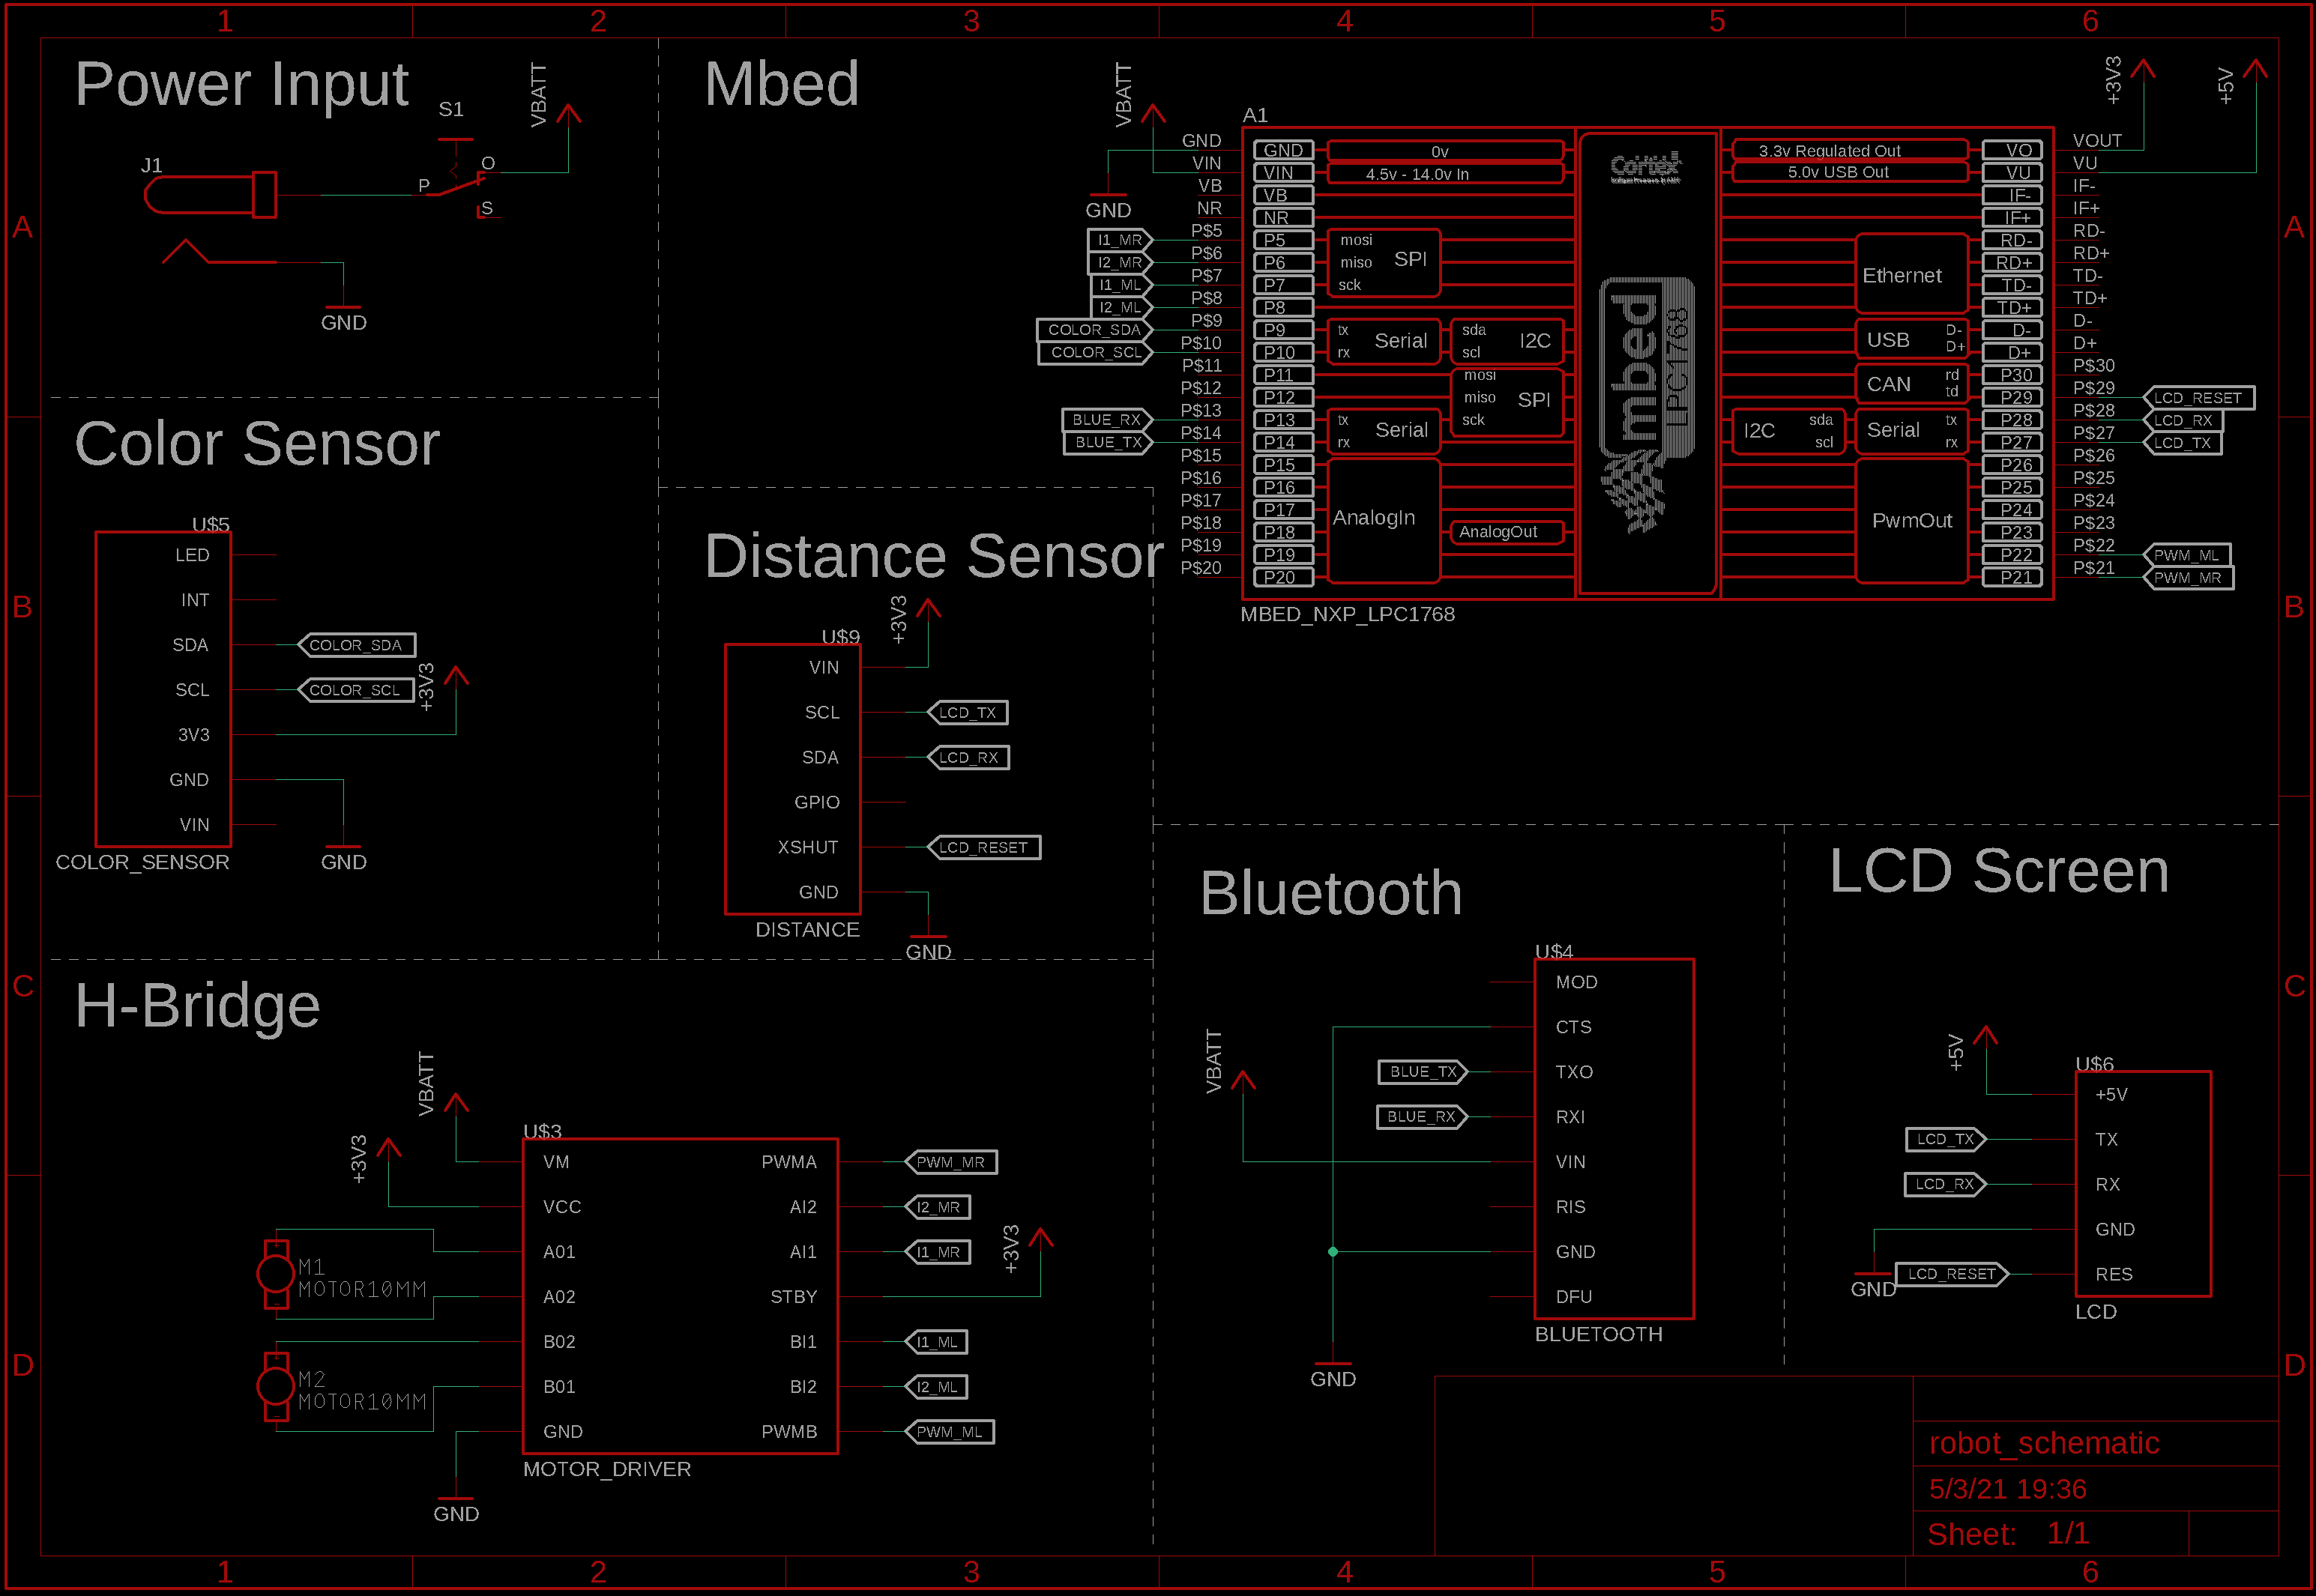 1 2 3 4 5 6
A
B
C
D
A
B
C
D
1 2 3 4 5 6
Power Input
J1
S1
P
O
S
VBATT
GND
Color Sensor
U$5
LED
INT
SDA
SCL
3V3
GND
VIN
COLOR_SDA
COLOR_SCL
+3V3
GND
COLOR_SENSOR
Distance Sensor
U$9
VIN
SCL
SDA
GPIO
XSHUT
GND
+3V3
LCD_TX
LCD_RX
LCD_RESET
GND
DISTANCE
H-Bridge
VBATT
+3V3
U$3
VM
VCC
A01
A02
B02
B01
GND
PWMA
AI2
AI1
STBY
BI1
BI2
PWMB
M1
MOTOR10MM
M2
MOTOR10MM
PWM_MR
I2_MR
I1_MR
+3V3
I1_ML
I2_ML
PWM_ML
GND
MOTOR_DRIVER
Mbed
VBATT
GND
A1
GND
VIN
VB
NR
P$5
P$6
P$7
P$8
P$9
P$10
P$11
P$12
P$13
P$14
P$15
P$16
P$17
P$18
P$19
P$20
I1_MR
I2_MR
I1_ML
I2_ML
COLOR_SDA
COLOR_SCL
BLUE_RX
BLUE_TX
GND
VIN
VB
NR
P5
P6
P7
P8
P9
P10
P11
P12
P13
P14
P15
P16
P17
P18
P19
P20
0v
4.5v - 14.0v In
mosi
miso
sck
SPI
tx
rx
Serial
sda
scl
I2C
mosi
miso
sck
SPI
tx
rx
Serial
AnalogIn
AnalogOut
Cortex
mbed
LPC1768
3.3v Regulated Out
5.0v USB Out
Ethernet
USB
D-
D+
CAN
rd
td
I2C
sda
scl
Serial
tx
rx
PwmOut
VO
VU
IF-
IF+
RD-
RD+
TD-
TD+
D-
D+
P30
P29
P28
P27
P26
P25
P24
P23
P22
P21
VOUT
VU
IF-
IF+
RD-
RD+
TD-
TD+
D-
D+
P$30
P$29
P$28
P$27
P$26
P$25
P$24
P$23
P$22
P$21
+3V3
+5V
LCD_RESET
LCD_RX
LCD_TX
PWM_ML
PWM_MR
MBED_NXP_LPC1768
Bluetooth
VBATT
U$4
MOD
CTS
TXO
RXI
VIN
RIS
GND
DFU
BLUE_TX
BLUE_RX
GND
BLUETOOTH
LCD Screen
+5V
U$6
+5V
TX
RX
GND
RES
LCD_TX
LCD_RX
GND
LCD_RESET
LCD
robot_schematic
5/3/21 19:36
Sheet: 1/1